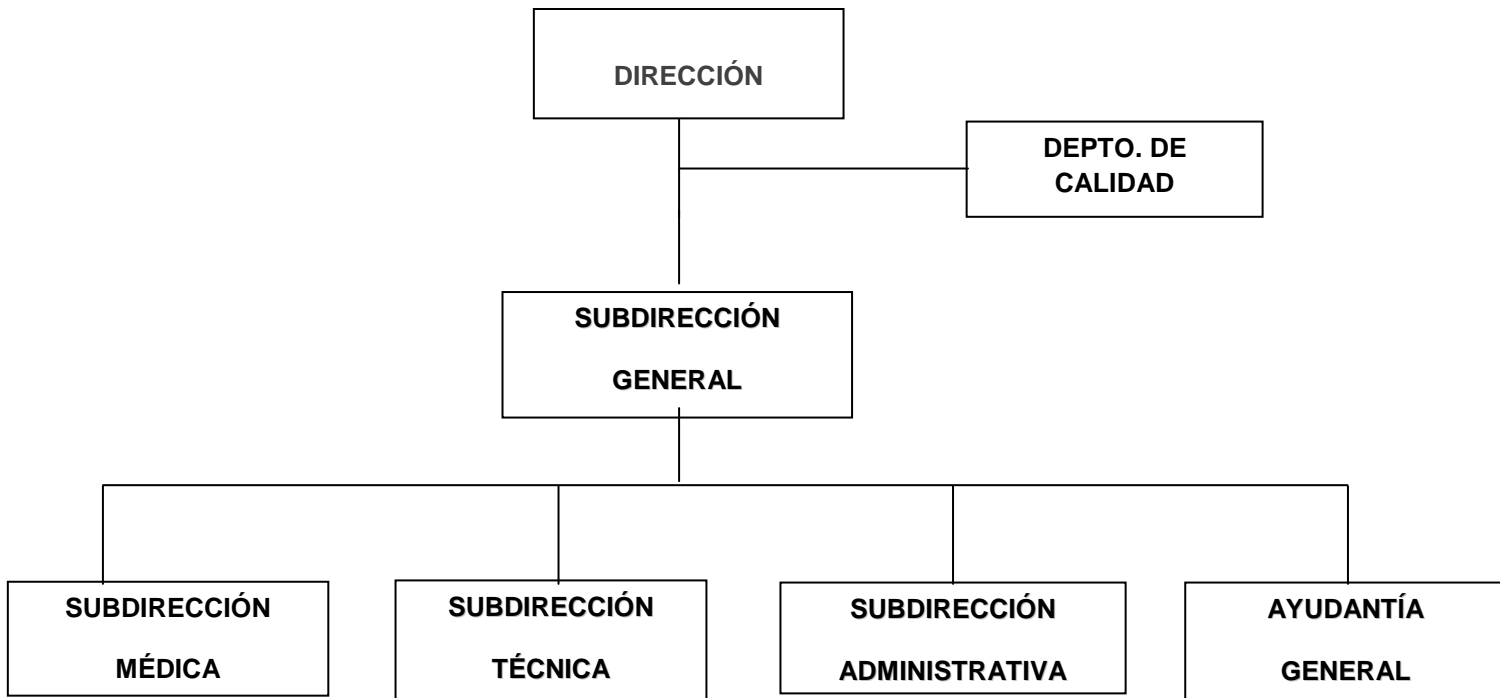 DIRECCIÓN
DEPTO. DE
CALIDAD
SUBDIRECCIÓN
GENERAL
SUBDIRECCIÓN
MÉDICA
SUBDIRECCIÓN
TÉCNICA
SUBDIRECCIÓN
ADMINISTRATIVA
AYUDANTÍA
GENERAL